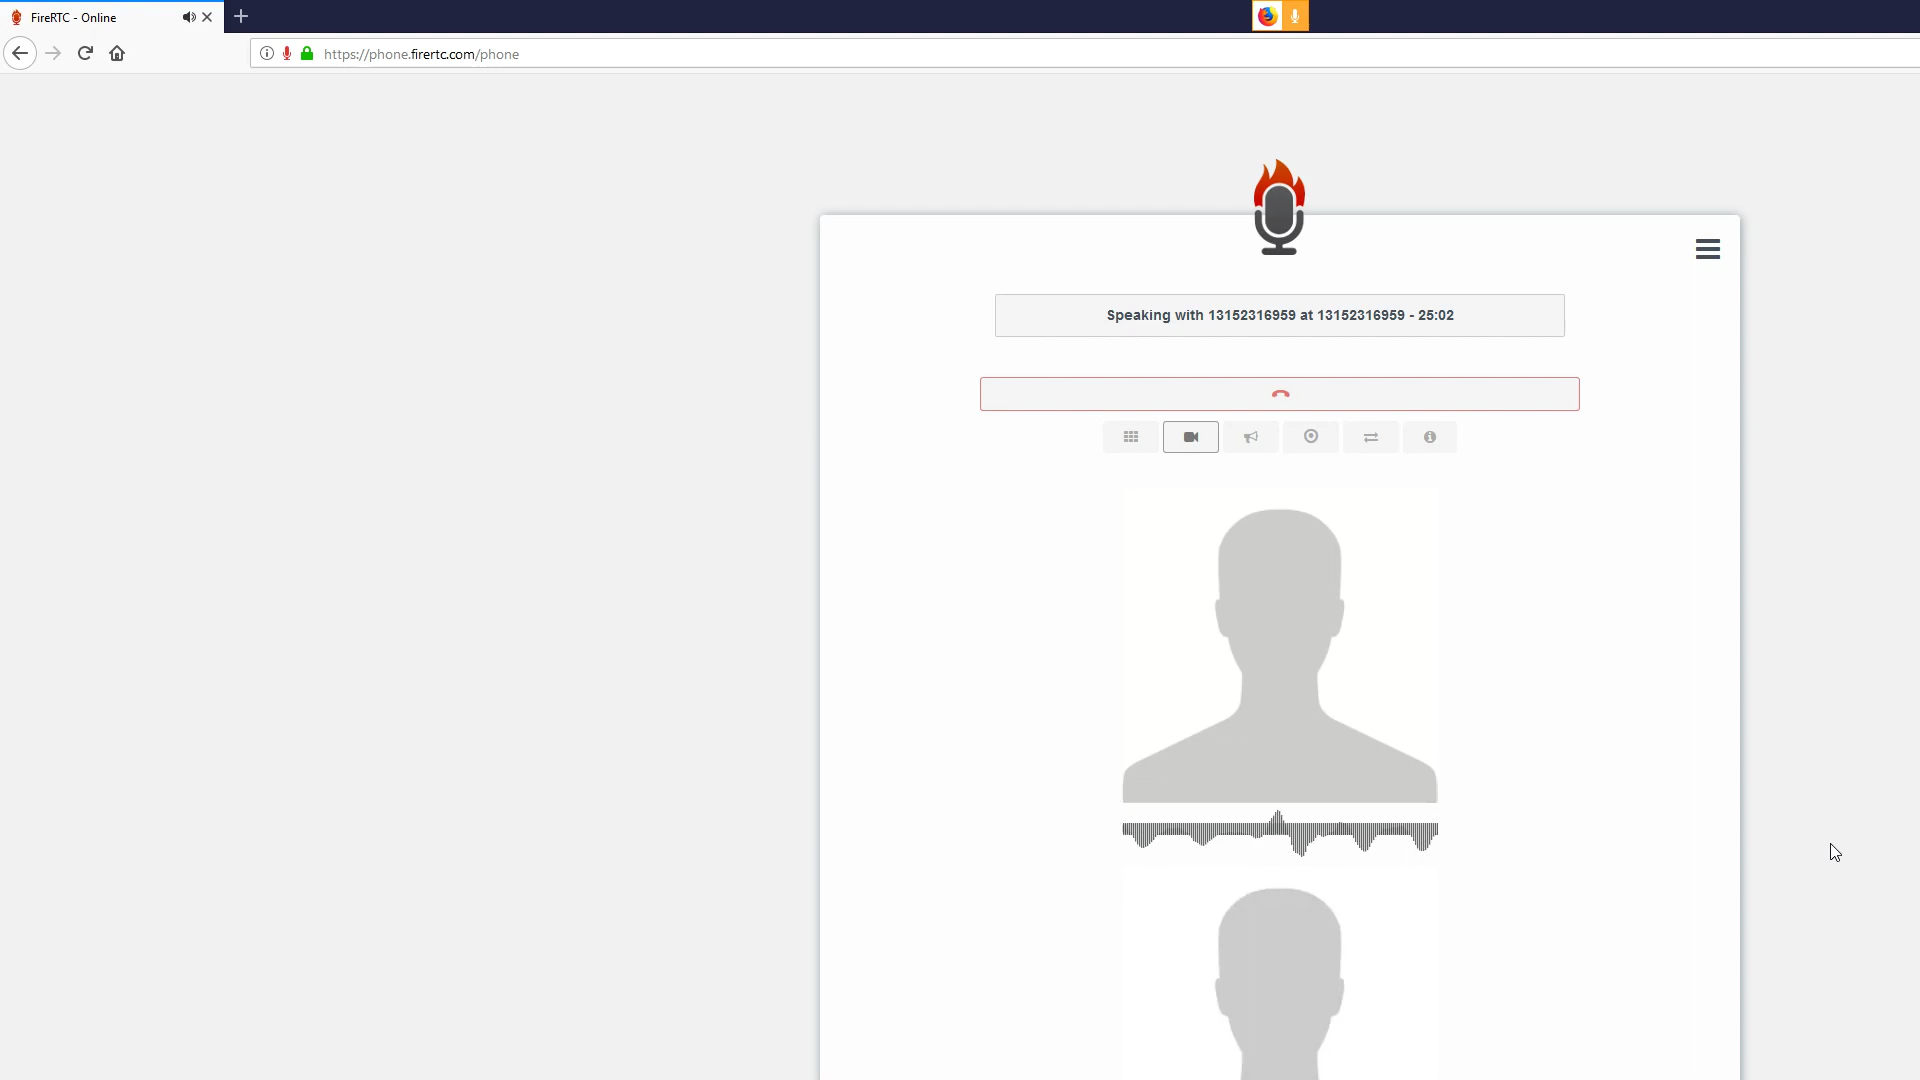 FireRTC - Online
https://phone.firertc.com/phone
Speaking with 13152316959 at 13152316959 - 25:02